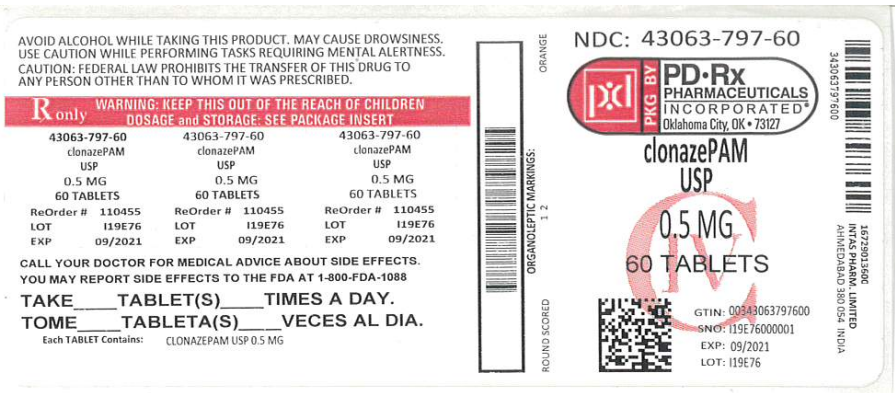 AVOID ALCOHOL WHILE TAKING THIS PRODUCT. MAY CAUSE DROWSINESS.
USE CAUTION WHILE PERFORMING TASKS REQUIRING MENTAL ALERTNESS.
CAUTION: FEDERAL LAW PROHIBITS THE TRANSFER OF THIS DRUG TO
ANY PERSON OTHER THAN TO WHOM IT WAS PRESCRIBED.
R only WARNING: KEEP THIS OUT OF THE REACH OF CHILDREN
DOSAGE and STORAGE: SEE PACKAGE INSERT
43063-797-60 43063-797-60 43063-797-60
clonazePAM clonazePAM clonazePAM
USP USP USP
0.5 MG 0.5 MG 0.5 MG
60 TABLETS 60 TABLETS 60 TABLETS
ReOrder # 110455 ReOrder # 110455 ReOrder # 110455
LOT I19E76 LOT I19E76 LOT I19E76
EXP 09/2021 EXP 09/2021 EXP 09/2021
CALL YOUR DOCTOR FOR MEDICAL ADVICE ABOUT SIDE EFFECTS.
YOU MAY REPORT SIDE EFFECTS TO THE FDA AT 1-800-FDA-1088
TAKE____TABLET(S)____TIMES A DAY.
TOME____TABLETA(S)____VECES AL DIA.
Each TABLET Contains: CLONAZEPAM USP 0.5 MG
ORGANOLEPTIC MARKINGS:
ROUND SCORED 1 2 ORANGE
NDC: 43063-797-60
PKG BY
PD·Rx
PHARMACEUTICALS
INCORPORATED®
Oklahoma City, OK • 73127
clonazePAM
USP
0.5 MG
60 TABLETS
CIV
GTIN: 00343063797600
SNO: I19E76000001
EXP: 09/2021
LOT: I19E76
343063797600
16729013600
INTAS PHARM. LIMITED
AHMEDABAD 380 054 INDIA